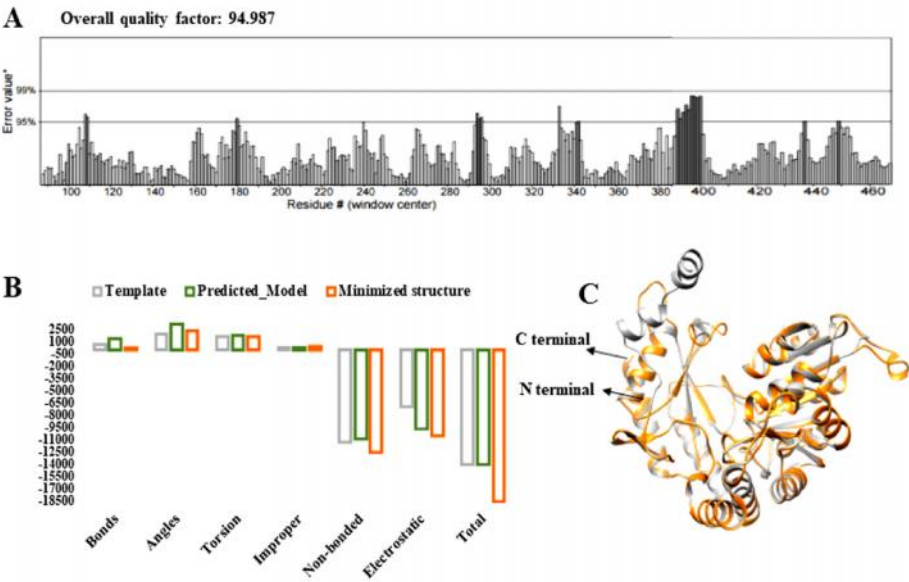 A Overall quality factor: 94.987
Error value*
99%
95%
100 120 140 160 180 200 220 240 260 280 300 320 340 360 380 400 420 440 460
Residue # (window center)
B
Template Predicted_Model Minimized structure
2500
1000
-500
-2000
-3500
-5000
-6500
-8000
-9500
-11000
-12500
-14000
-15500
-17000
-18500
Bonds
Angles
Torsion
Improper
Non-bonded
Electrostatic
Total
C
C terminal
N terminal